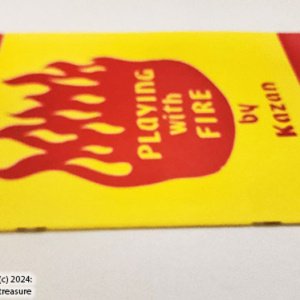 PLAYING
with
FIRE
by
Kazan
(c) 2024:
treasure